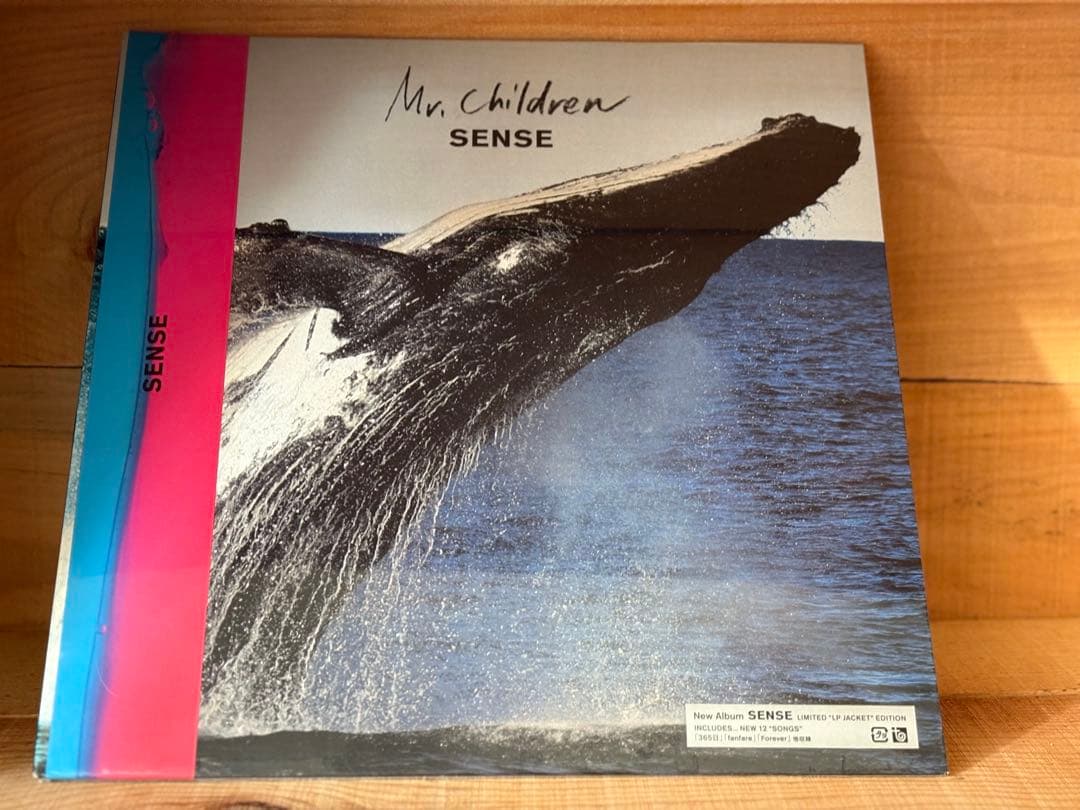 Mr. Children
SENSE
SENSE
New Album SENSE LIMITED "LP JACKET" EDITION
INCLUDES... NEW 12 "SONGS"
「365日」「fanfare」「Forever」他収録